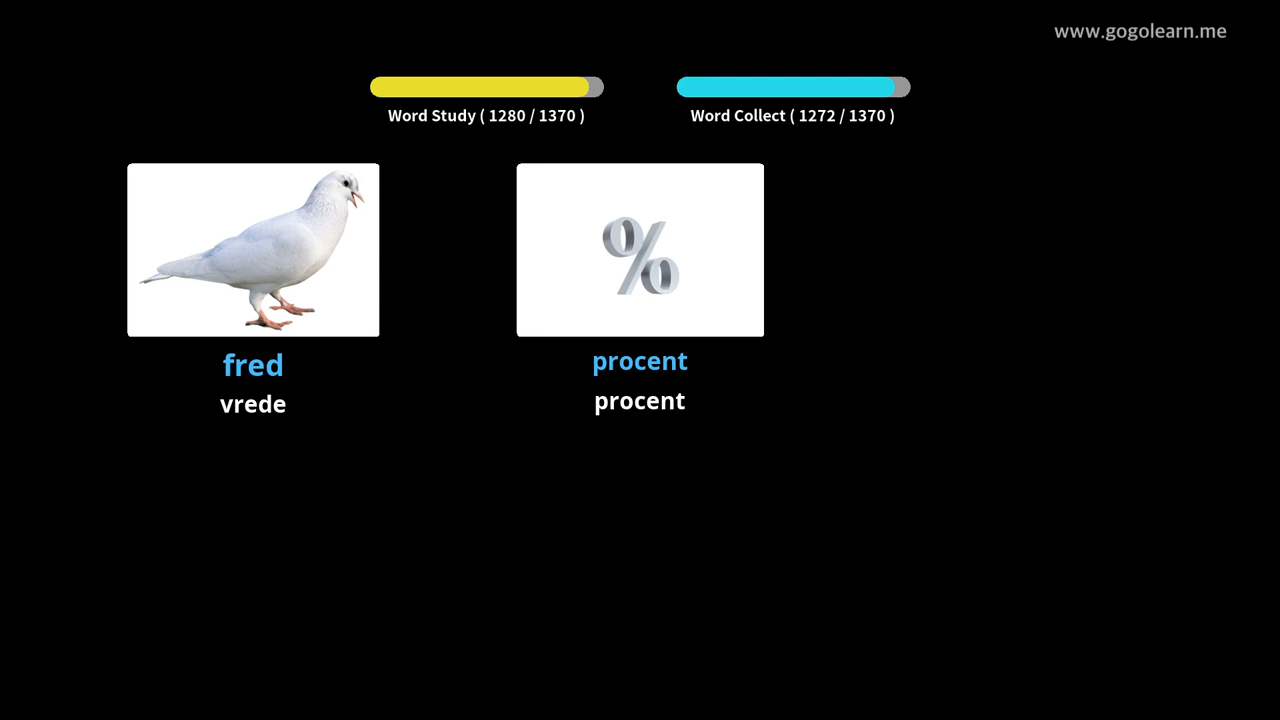 www.gogolearn.me
Word Study ( 1280 / 1370 )
Word Collect ( 1272 / 1370 )
%
fred
procent
vrede
procent